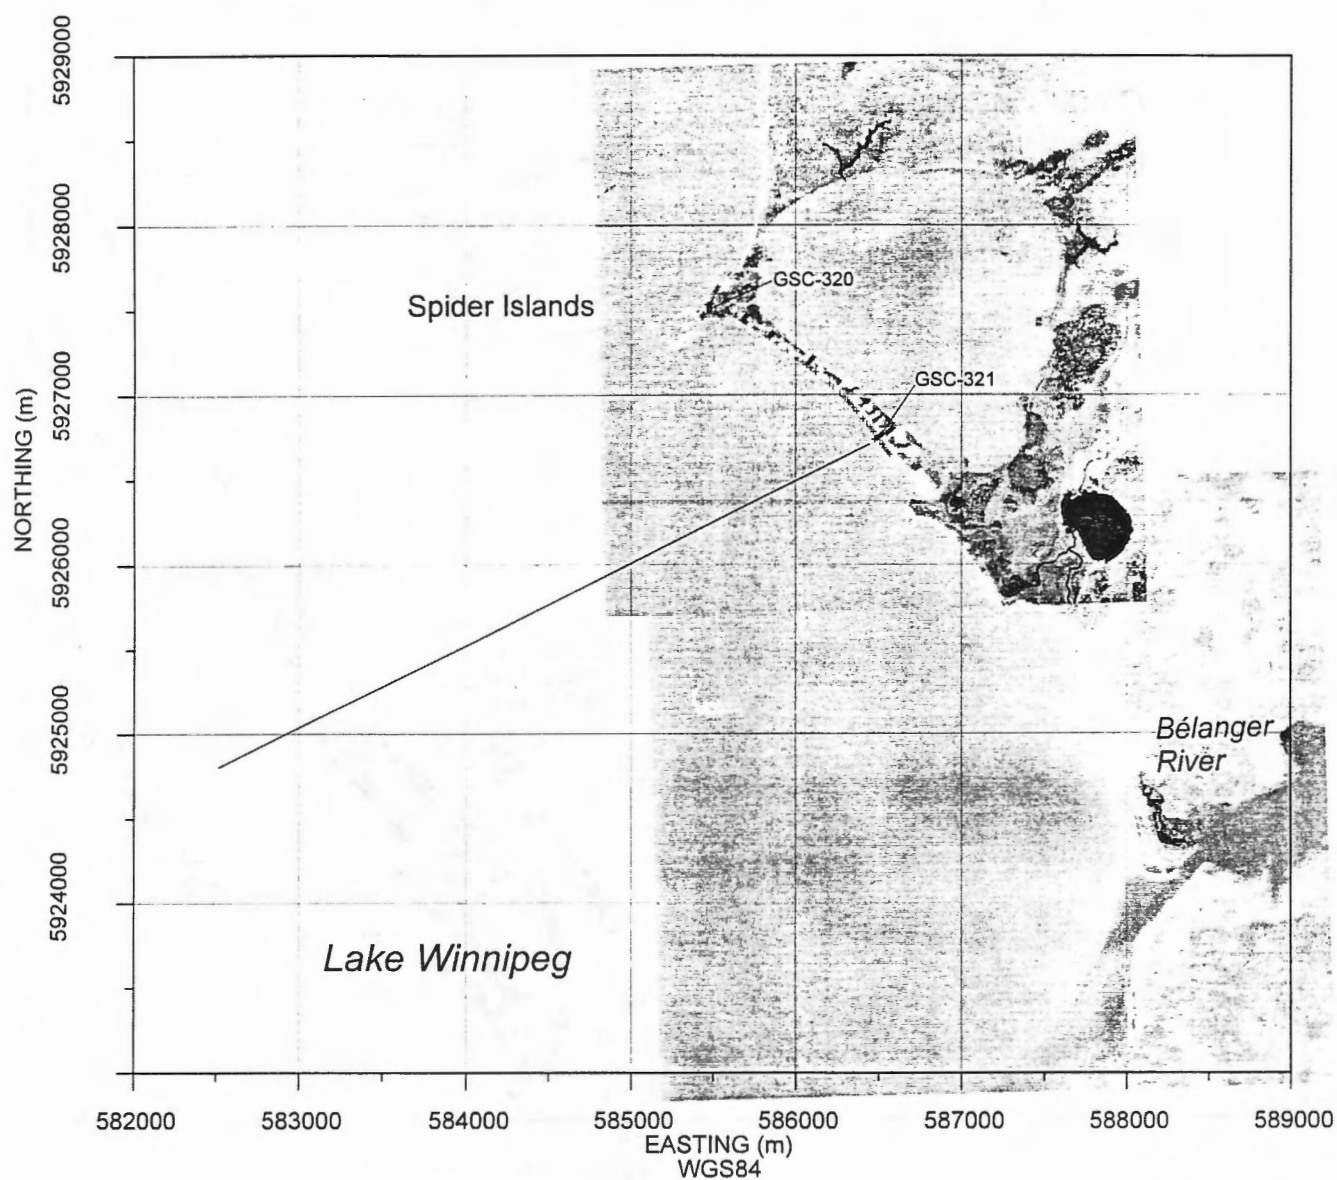 5929000
5928000
5927000
5926000
5925000
5924000
NORTHING (m)
GSC-320
Spider Islands
GSC-321
Bélanger
River
Lake Winnipeg
582000
583000
584000
585000
586000
587000
588000
589000
EASTING (m)
WGS84